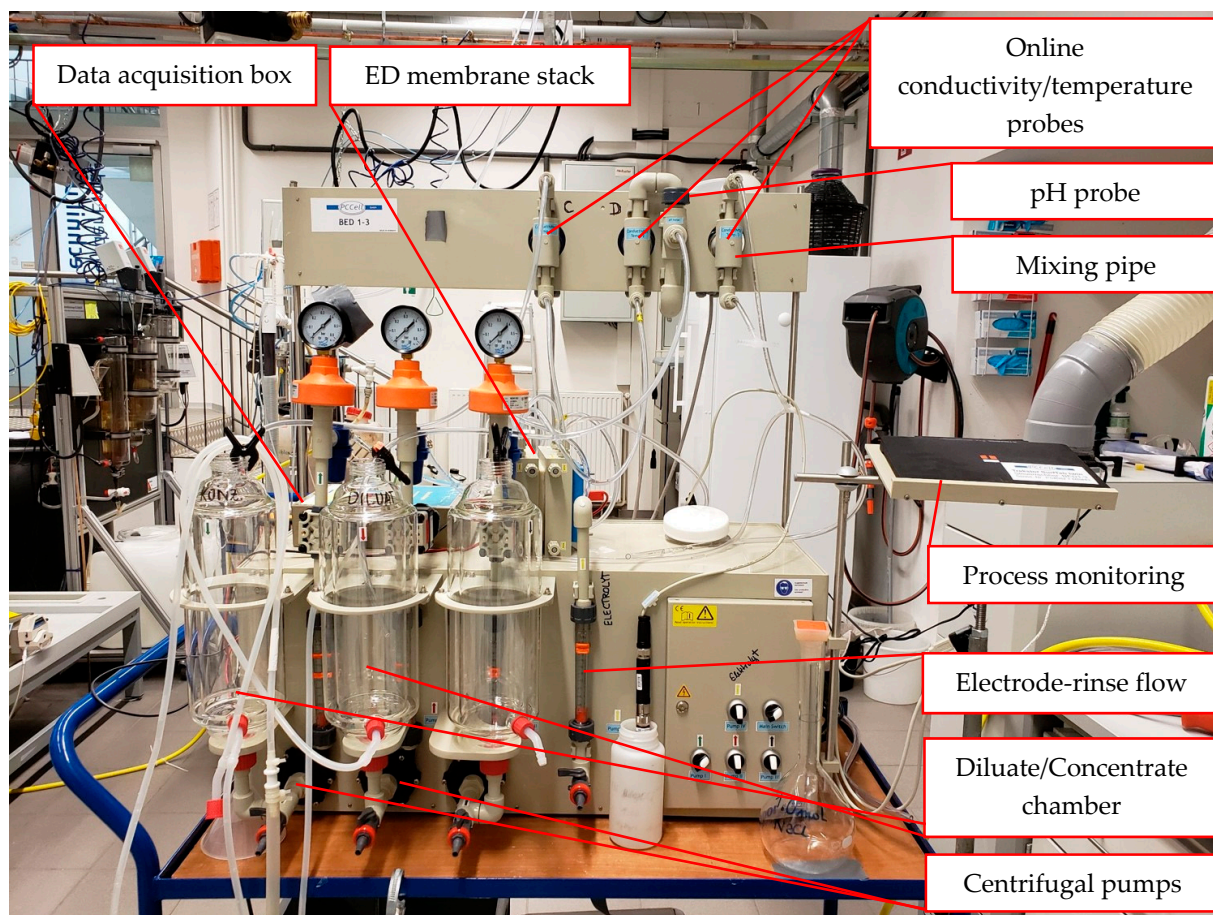 Data acquisition box
ED membrane stack
Online
conductivity/temperature
probes
pH probe
Mixing pipe
Process monitoring
Electrode-rinse flow
Diluate/Concentrate
chamber
Centrifugal pumps
PCCell
BED 1-3
C - D
KONZ
DILUAT
ELECTROLYT
NaCl